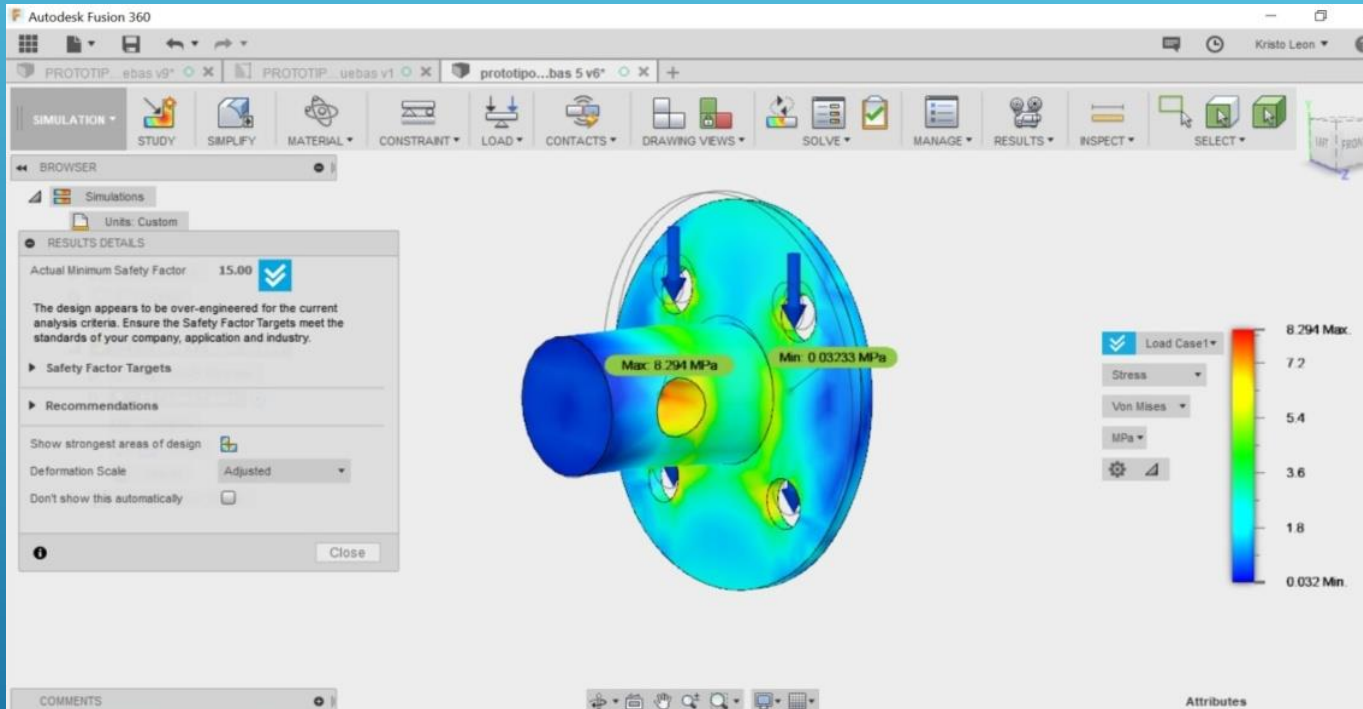 Autodesk Fusion 360
Kristo Leon
PROTOTIP...ebas v9*
PROTOTIP...uebas v1
prototipo...bas 5 v6*
SIMULATION
STUDY
SIMPLIFY
MATERIAL
CONSTRAINT
LOAD
CONTACTS
DRAWING VIEWS
SOLVE
MANAGE
RESULTS
INSPECT
SELECT
FRONT
Y
Z
BROWSER
Simulations
Units: Custom
RESULTS DETAILS
Actual Minimum Safety Factor 15.00
The design appears to be over-engineered for the current
analysis criteria. Ensure the Safety Factor Targets meet the
standards of your company, application and industry.
Safety Factor Targets
Recommendations
Show strongest areas of design
Deformation Scale Adjusted
Don't show this automatically
Close
Max: 8.294 MPa
Min: 0.03233 MPa
Load Case1
Stress
Von Mises
MPa
8.294 Max.
7.2
5.4
3.6
1.8
0.032 Min.
COMMENTS
Attributes